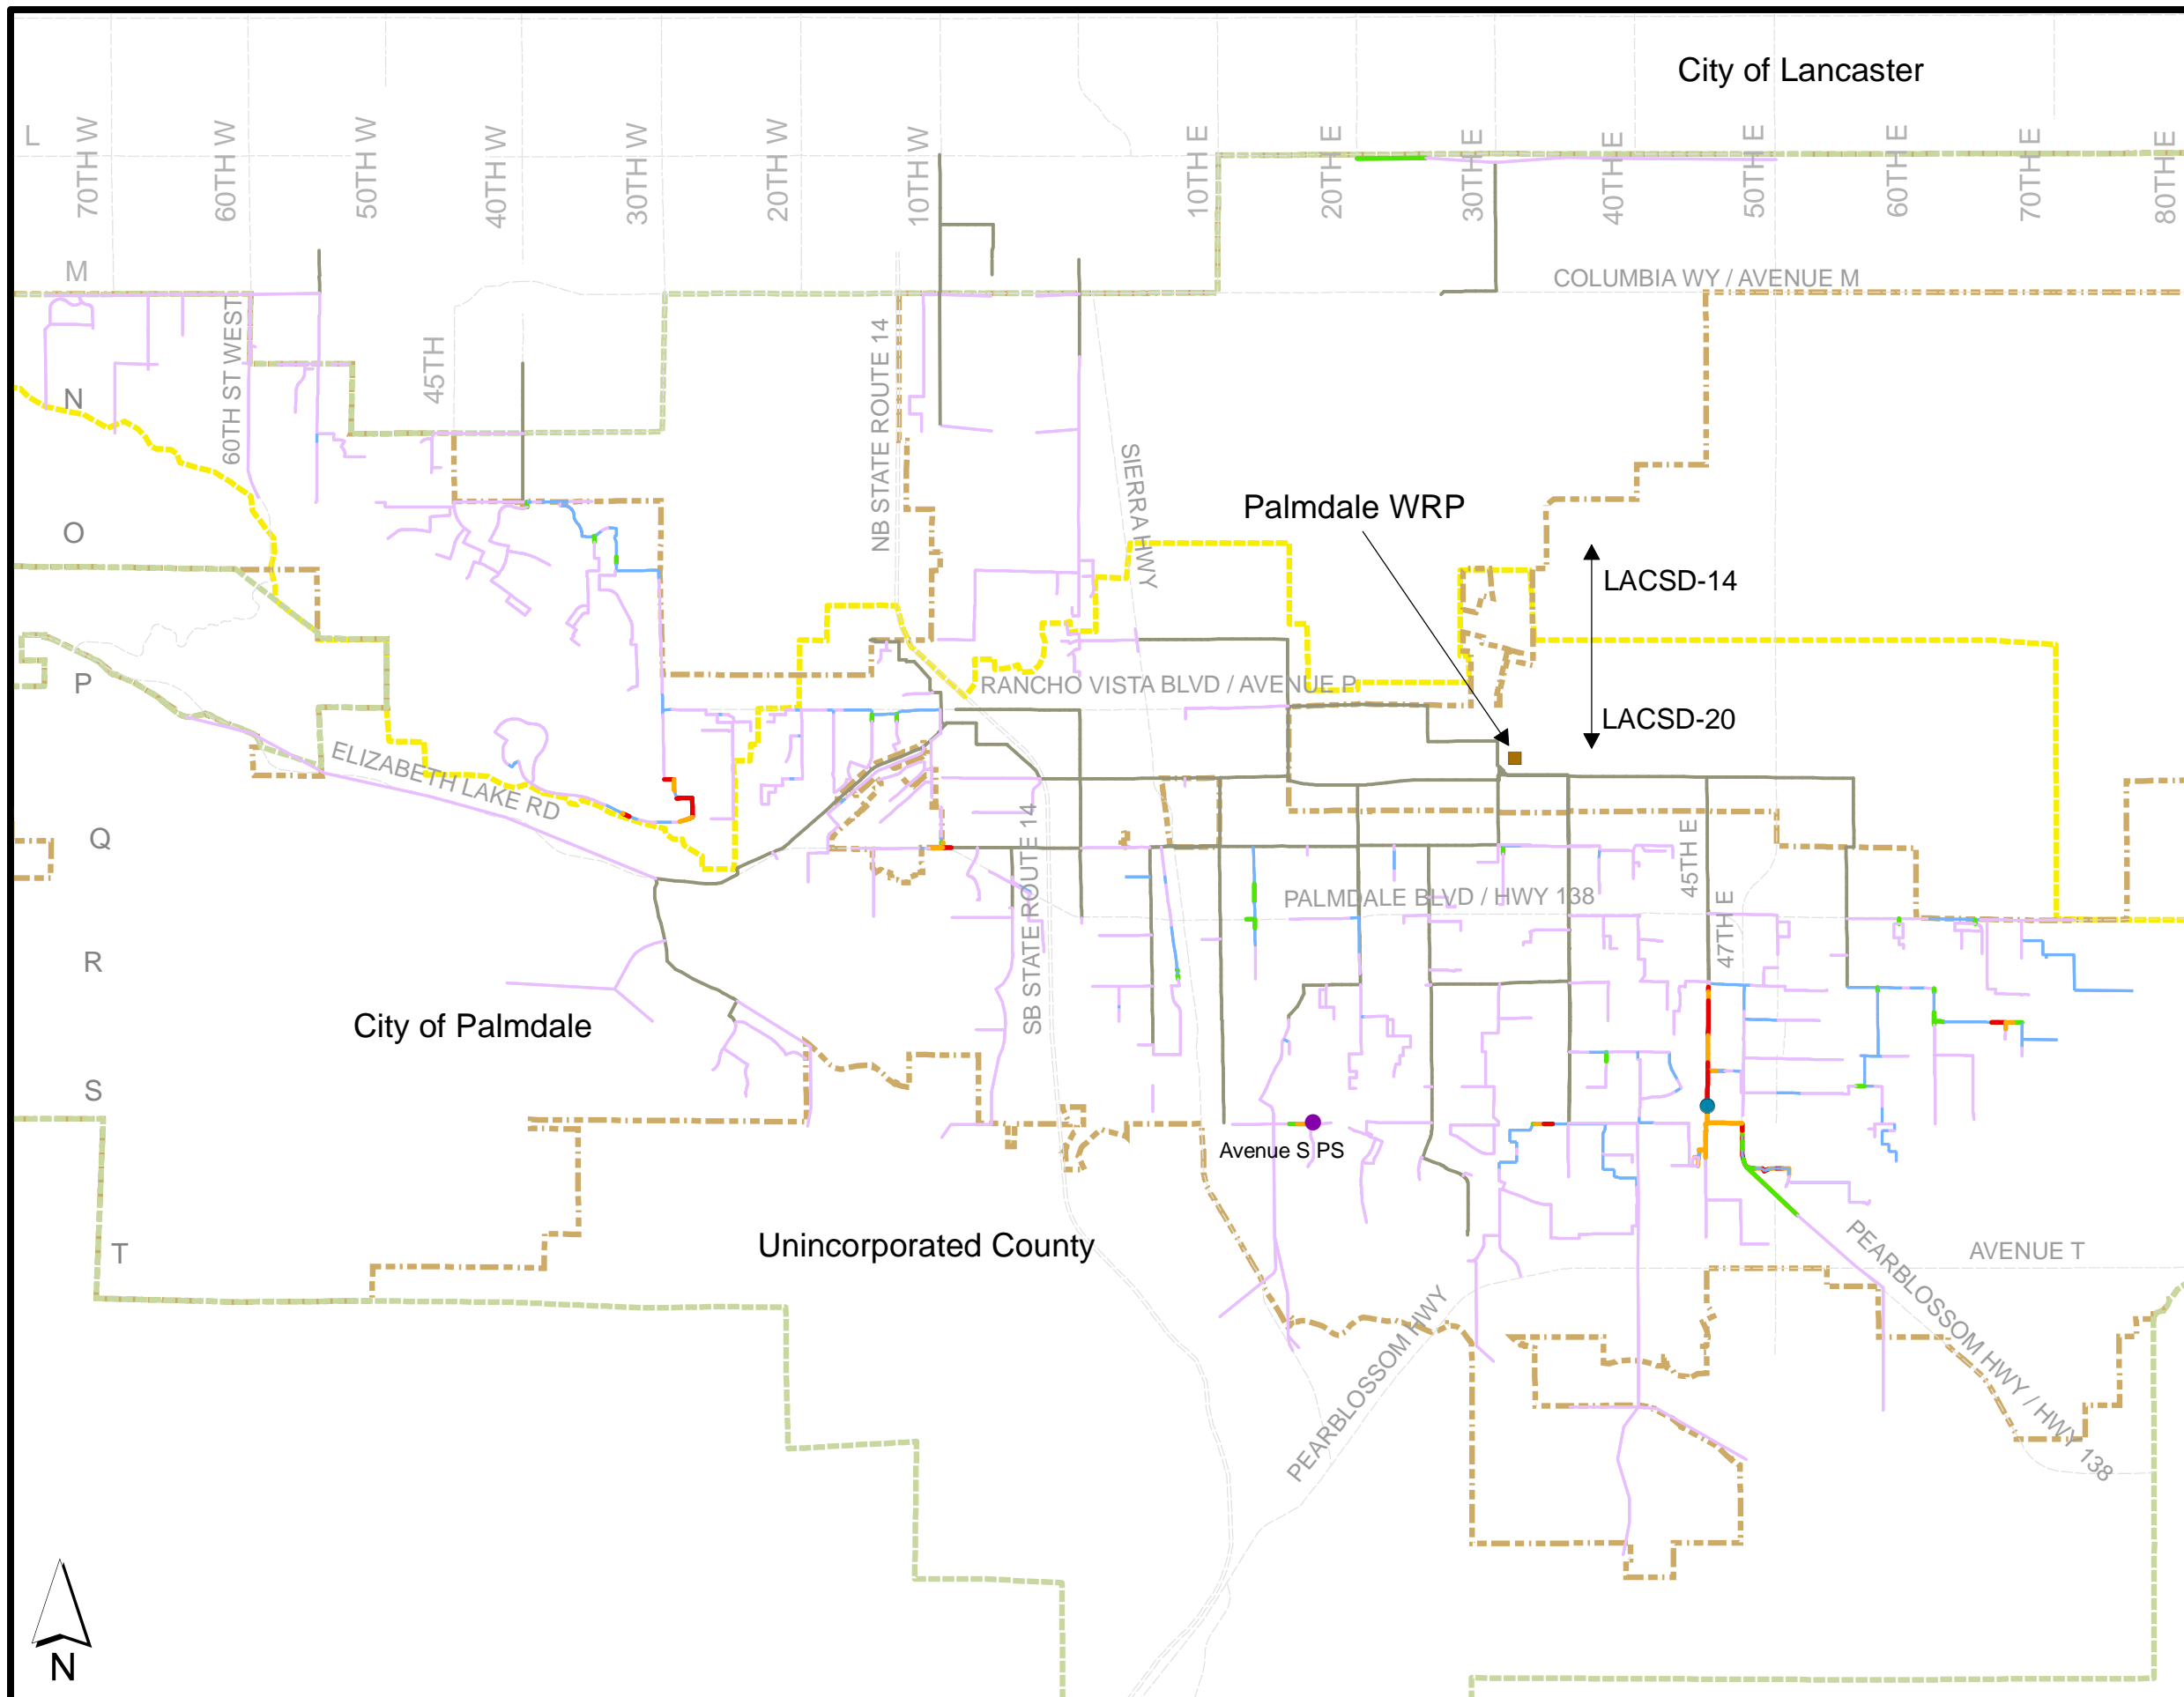 City of Lancaster
L
70TH W
60TH W
50TH W
40TH W
30TH W
20TH W
10TH W
10TH E
20TH E
30TH E
40TH E
50TH E
60TH E
70TH E
80TH E
M
COLUMBIA WY / AVENUE M
60TH ST WEST
45TH
NB STATE ROUTE 14
N
SIERRA HWY
Palmdale WRP
O
LACSD-14
P
RANCHO VISTA BLVD / AVENUE P
LACSD-20
ELIZABETH LAKE RD
Q
SB STATE ROUTE 14
45TH E
PALMDALE BLVD / HWY 138
47TH E
R
City of Palmdale
S
Avenue S PS
Unincorporated County
T
AVENUE T
PEARBLOSSOM HWY
PEARBLOSSOM HWY / HWY 138
N